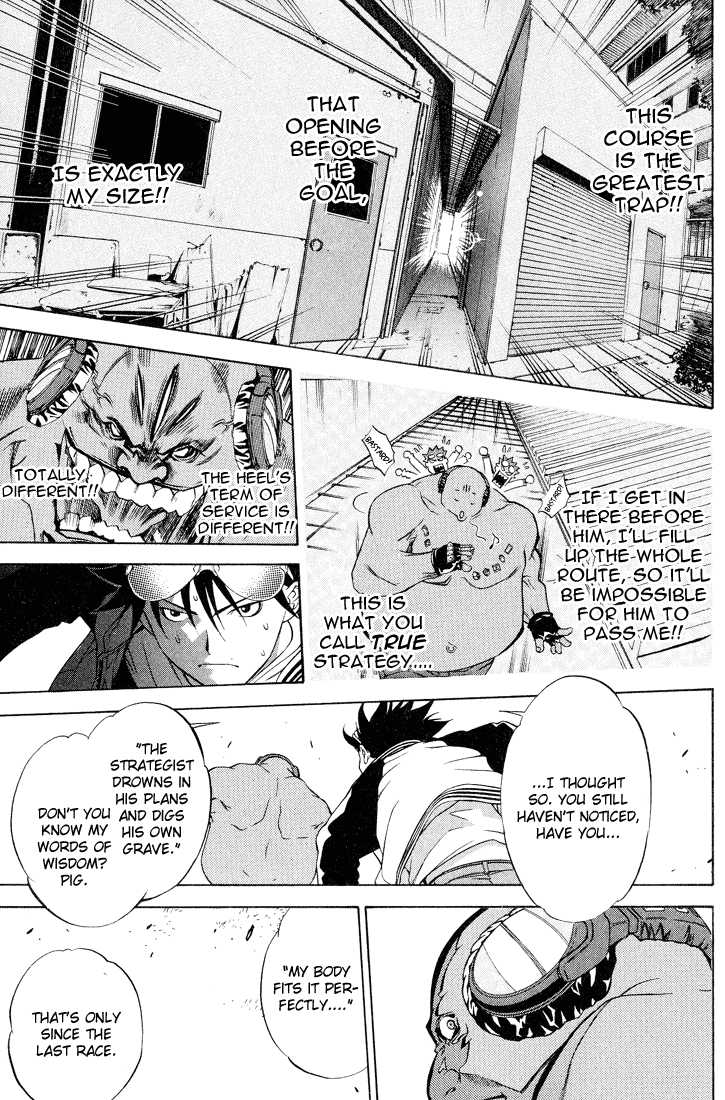 THIS
COURSE
IS THE
GREATEST
TRAP!!
THAT
OPENING
BEFORE
THE
GOAL,
IS EXACTLY
MY SIZE!!
BASTARD!
BASTARD!
IF I GET IN
THERE BEFORE
HIM, I'LL FILL
UP THE WHOLE
ROUTE, SO IT'LL
BE IMPOSSIBLE
FOR HIM TO
PASS ME!!
THIS IS
WHAT YOU
CALL TRUE
STRATEGY....
THE HEEL'S
TERM OF
SERVICE IS
DIFFERENT!!
TOTALLY
DIFFERENT!!
...I THOUGHT
SO. YOU STILL
HAVEN'T NOTICED,
HAVE YOU...
"THE
STRATEGIST
DROWNS IN
HIS PLANS
AND DIGS
HIS OWN
GRAVE."
DON'T YOU
KNOW MY
WORDS OF
WISDOM?
PIG.
"MY BODY
FITS IT PER-
FECTLY...."
THAT'S ONLY
SINCE THE
LAST RACE.